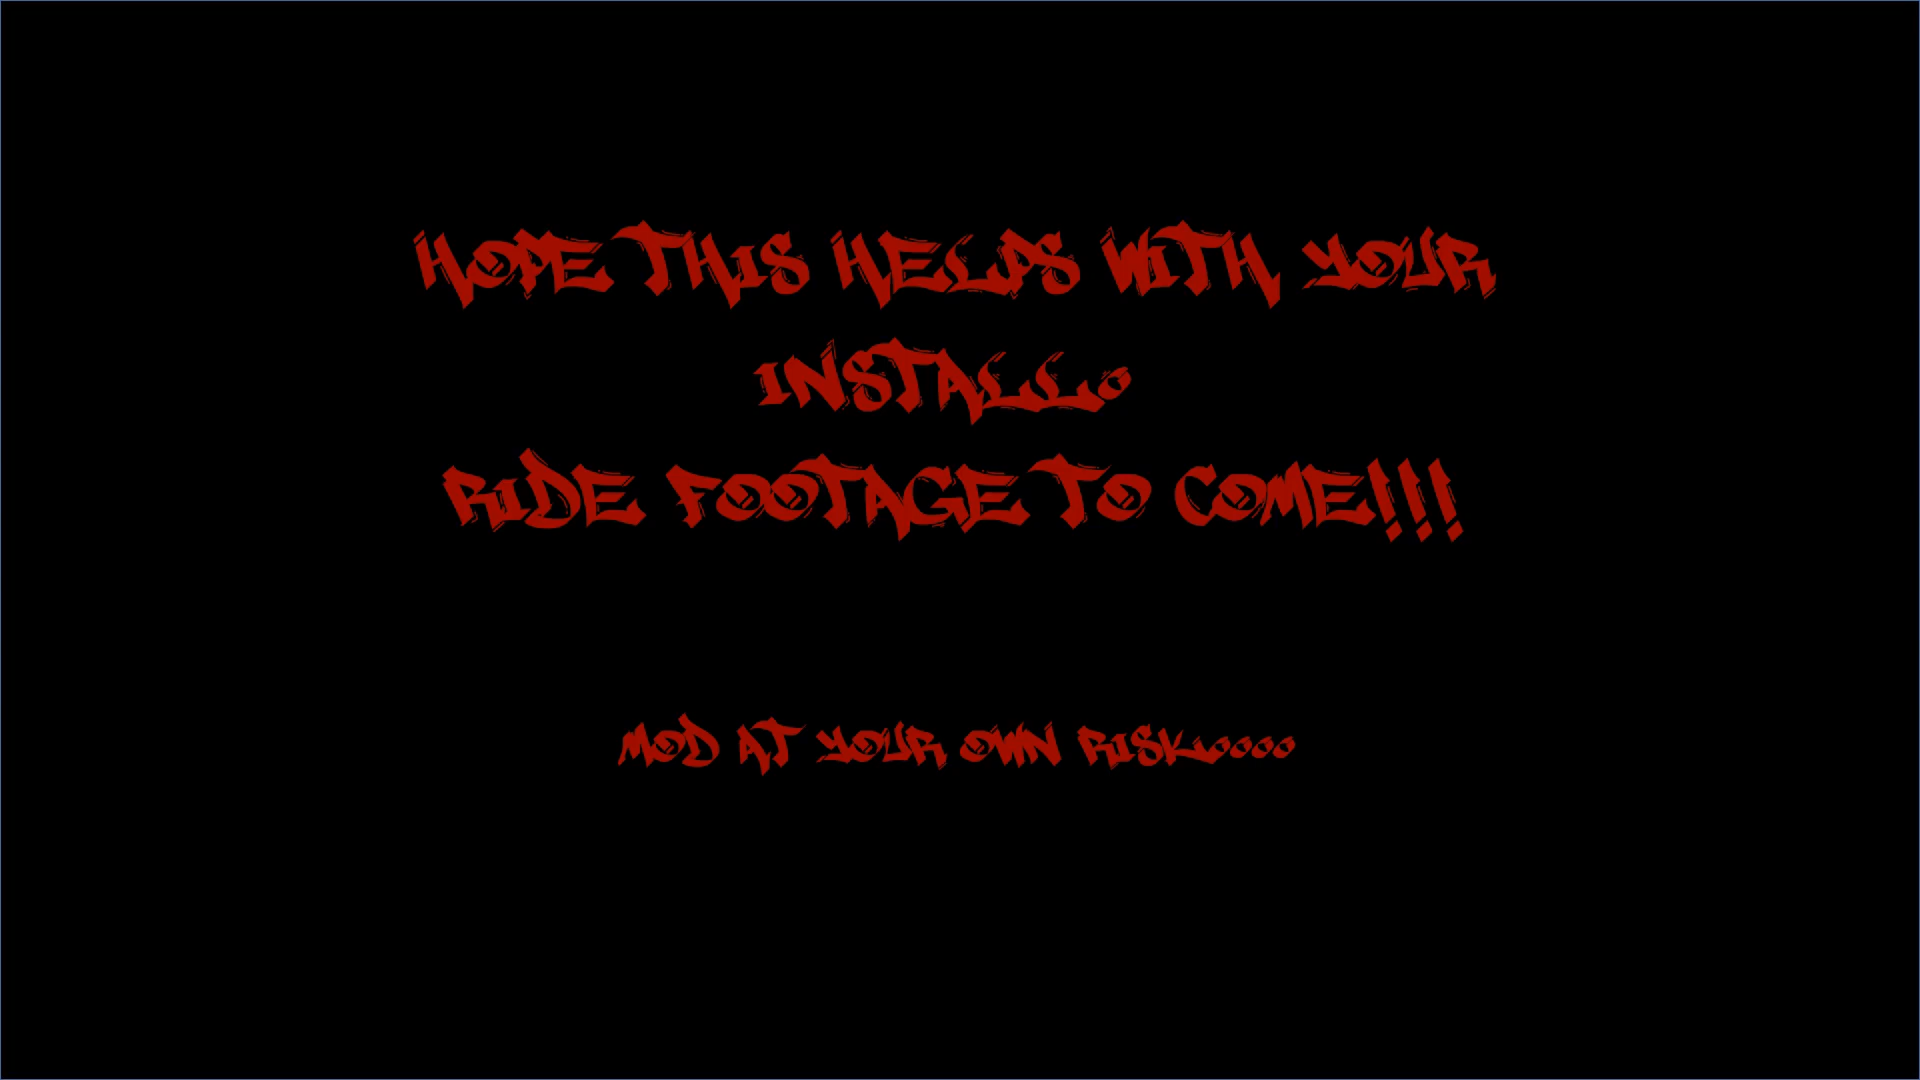 HOPE THIS HELPS WITH YOUR
INSTALL.
RIDE FOOTAGE TO COME!!!
MOD AT YOUR OWN RISK.....